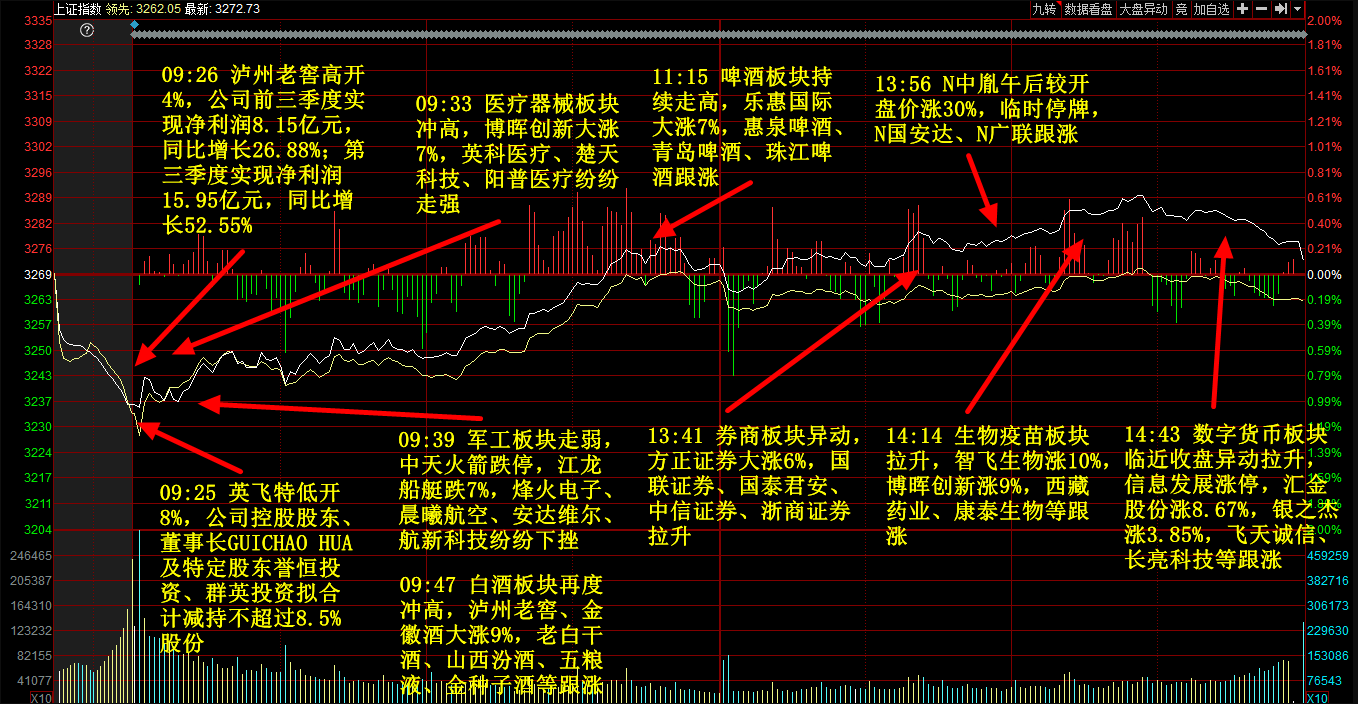 上证指数 领先: 3262.05 最新: 3272.73
九转 数据看盘 大盘异动 竞 加自选
3335
3328
3322
3315
3309
3302
3296
3289
3282
3276
3269
3263
3257
3250
3243
3237
3230
3224
3217
3211
3204
246465
205387
164310
123232
82155
41077
X10
09:26 泸州老窖高开
4%，公司前三季度实
现净利润8.15亿元，
同比增长26.88%；第
三季度实现净利润
15.95亿元，同比增
长52.55%
09:33 医疗器械板块
冲高，博晖创新大涨
7%，英科医疗、楚天
科技、阳普医疗纷纷
走强
11:15 啤酒板块持
续走高，乐惠国际
大涨7%，惠泉啤酒、
青岛啤酒、珠江啤
酒跟涨
13:56 N中胤午后较开
盘价涨30%，临时停牌，
N国安达、N广联跟涨
09:25 英飞特低开
8%，公司控股股东、
董事长GUICHAO HUA
及特定股东誉恒投
资、群英投资拟合
计减持不超过8.5%
股份
09:39 军工板块走弱，
中天火箭跌停，江龙
船艇跌7%，烽火电子、
晨曦航空、安达维尔、
航新科技纷纷下挫
09:47 白酒板块再度
冲高，泸州老窖、金
徽酒大涨9%，老白干
酒、山西汾酒、五粮
液、金种子酒等跟涨
13:41 券商板块异动，
方正证券大涨6%，国
联证券、国泰君安、
中信证券、浙商证券
拉升
14:14 生物疫苗板块
拉升，智飞生物涨10%，
博晖创新涨9%，西藏
药业、康泰生物等跟
涨
14:43 数字货币板块
临近收盘异动拉升，
信息发展涨停，汇金
股份涨8.67%，银之杰
涨3.85%，飞天诚信、
长亮科技等跟涨
2.00%
1.81%
1.61%
1.41%
1.21%
1.01%
0.81%
0.61%
0.40%
0.21%
0.00%
0.19%
0.39%
0.59%
0.79%
0.99%
1.39%
459259
382716
306173
229630
153086
76543
X10